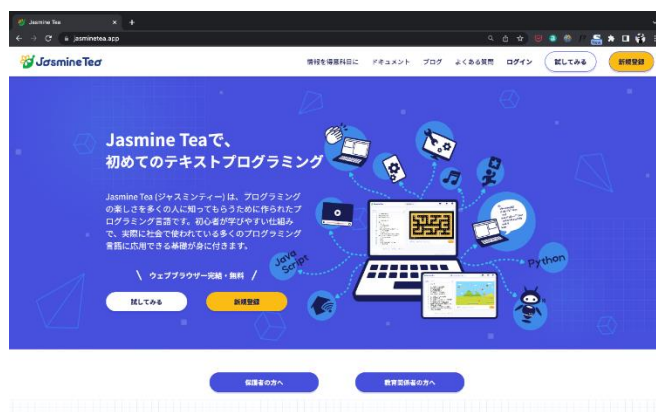 Jasmine Tea
jasminetea.app
Jasmine Tea
情報を得意科目に ドキュメント ブログ よくある質問 ログイン 試してみる 新規登録
Jasmine Teaで、
初めてのテキストプログラミング
Jasmine Tea (ジャスミンティー) は、プログラミング
の楽しさを多くの人に知ってもらうために作られたプ
ログラミング言語です。初心者が学びやすい仕組み
で、実際に社会で使われている多くのプログラミング
言語に応用できる基礎が身に付きます。
\ ウェブブラウザー完結・無料 /
試してみる 新規登録
Java
Script
Python
保護者の方へ 教育関係者の方へ